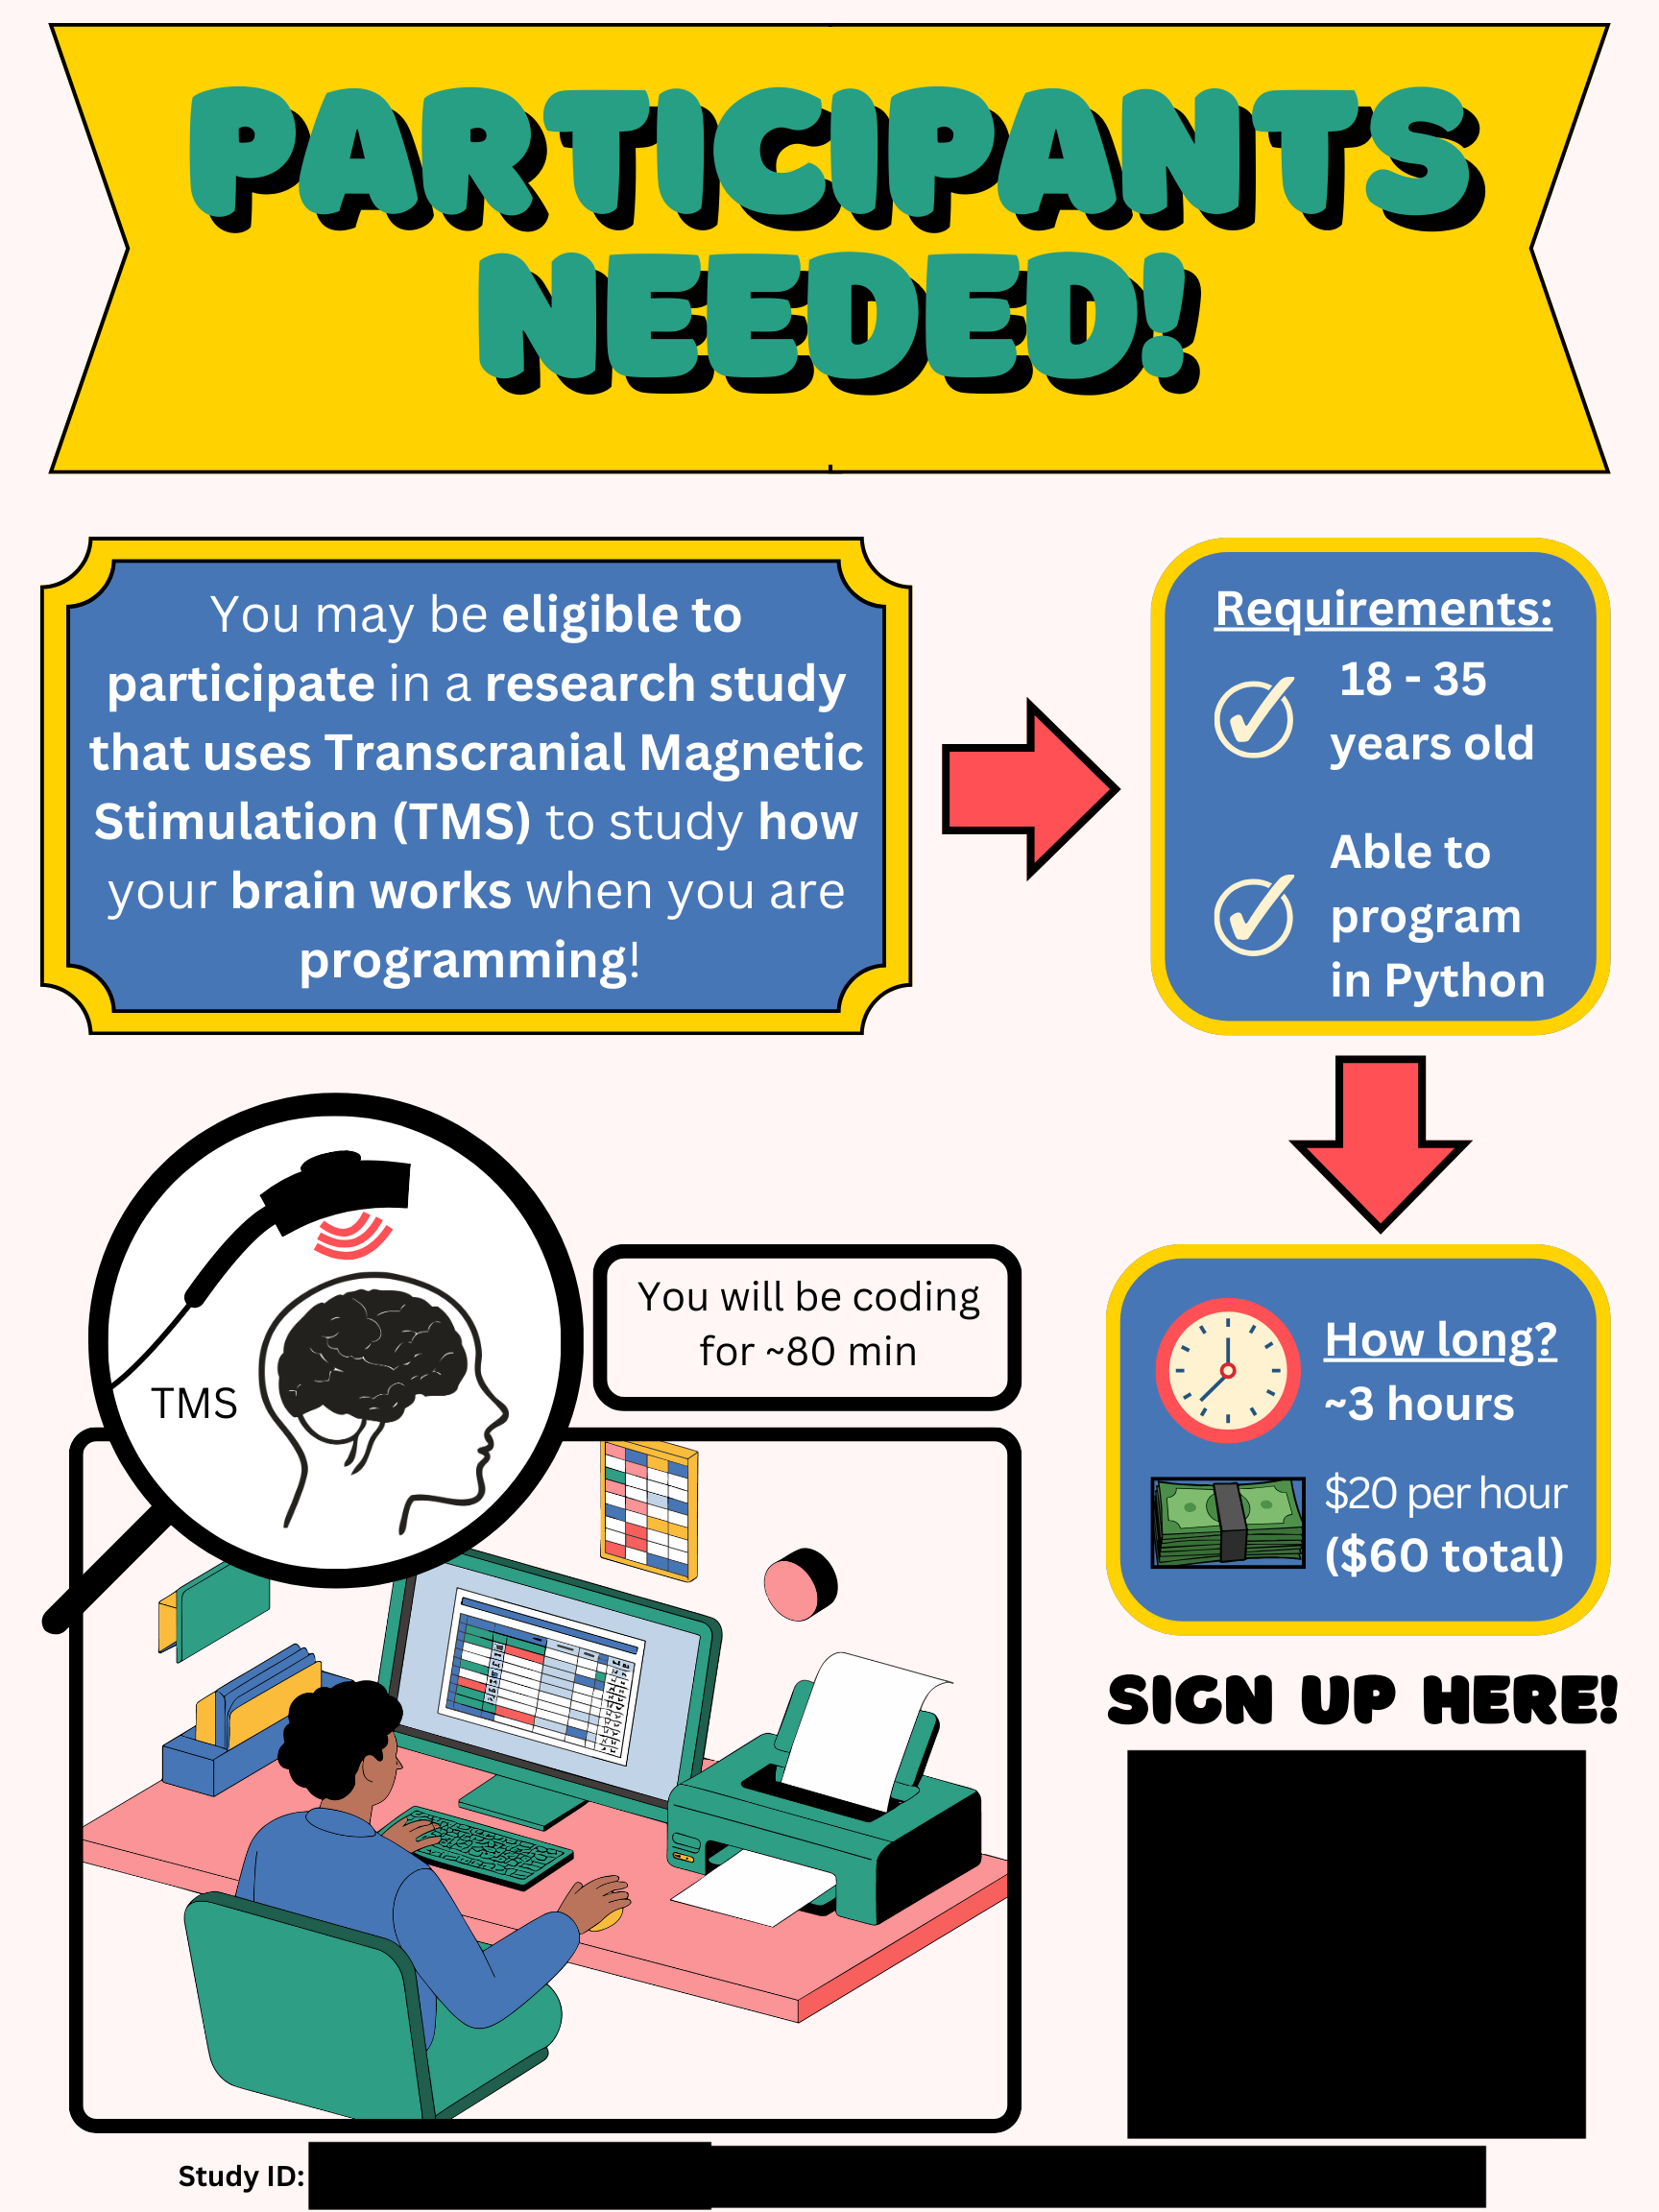 PARTICIPANTS
NEEDED!
You may be eligible to
participate in a research study
that uses Transcranial Magnetic
Stimulation (TMS) to study how
your brain works when you are
programming!
Requirements:
18 - 35
years old
Able to
program
in Python
TMS
You will be coding
for ~80 min
How long?
~3 hours
$20 per hour
($60 total)
SIGN UP HERE!
Study ID: